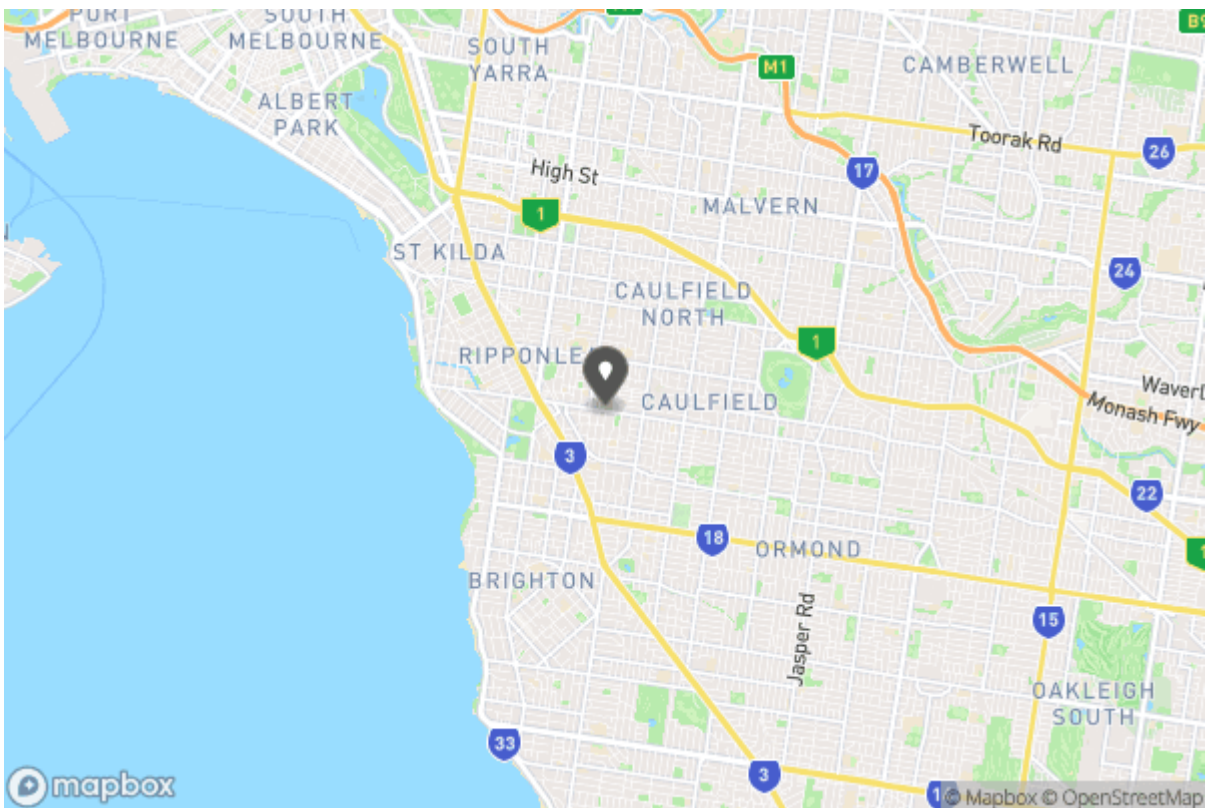 PORT
MELBOURNE
SOUTH
MELBOURNE
SOUTH
YARRA
M1
CAMBERWELL
ALBERT
PARK
Toorak Rd
26
High St
17
MALVERN
1
ST KILDA
24
CAULFIELD
NORTH
1
RIPPONLEA
CAULFIELD
Monash Fwy
3
22
18
ORMOND
BRIGHTON
15
Jasper Rd
OAKLEIGH
SOUTH
33
3
mapbox
© Mapbox © OpenStreetMap